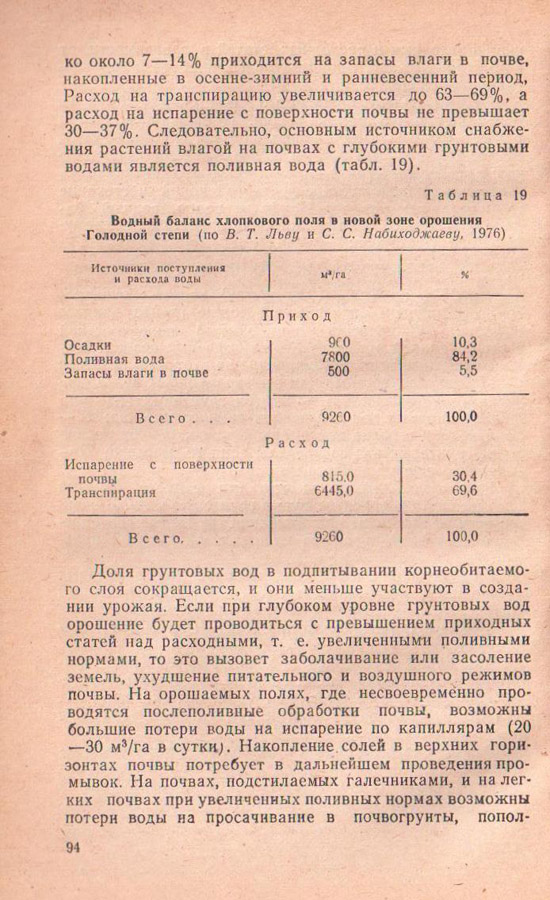 ко около 7—14% приходится на запасы влаги в почве,
накопленные в осенне-зимний и ранневесенний период,
Расход на транспирацию увеличивается до 63—69%, а
расход на испарение с поверхности почвы не превышает
30—37%. Следовательно, основным источником снабже-
ния растений влагой на почвах с глубокими грунтовыми
водами является поливная вода (табл. 19).
Таблица 19
Водный баланс хлопкового поля в новой зоне орошения
Голодной степи (по В. Т. Льву и С. С. Набиходжаеву, 1976)
Источники поступления
и расхода воды
м³/га
%
Приход
Осадки 960 10,3
Поливная вода 7800 84,2
Запасы влаги в почве 500 5,5
Всего . . . 9260 100,0
Расход
Испарение с поверхности
почвы 815,0 30,4
Транспирация 6445,0 69,6
Всего. . . . . 9260 100,0
Доля грунтовых вод в подпитывании корнеобитаемо-
го слоя сокращается, и они меньше участвуют в созда-
нии урожая. Если при глубоком уровне грунтовых вод
орошение будет проводиться с превышением приходных
статей над расходными, т. е. увеличенными поливными
нормами, то это вызовет заболачивание или засоление
земель, ухудшение питательного и воздушного режимов
почвы. На орошаемых полях, где несвоевременно про-
водятся послеполивные обработки почвы, возможны
большие потери воды на испарение по капиллярам (20
—30 м³/га в сутки). Накопление солей в верхних гори-
зонтах почвы потребует в дальнейшем проведения про-
мывок. На почвах, подстилаемых галечниками, и на лег-
ких почвах при увеличенных поливных нормах возможны
потери воды на просачивание в почвогрунты, попол-
94